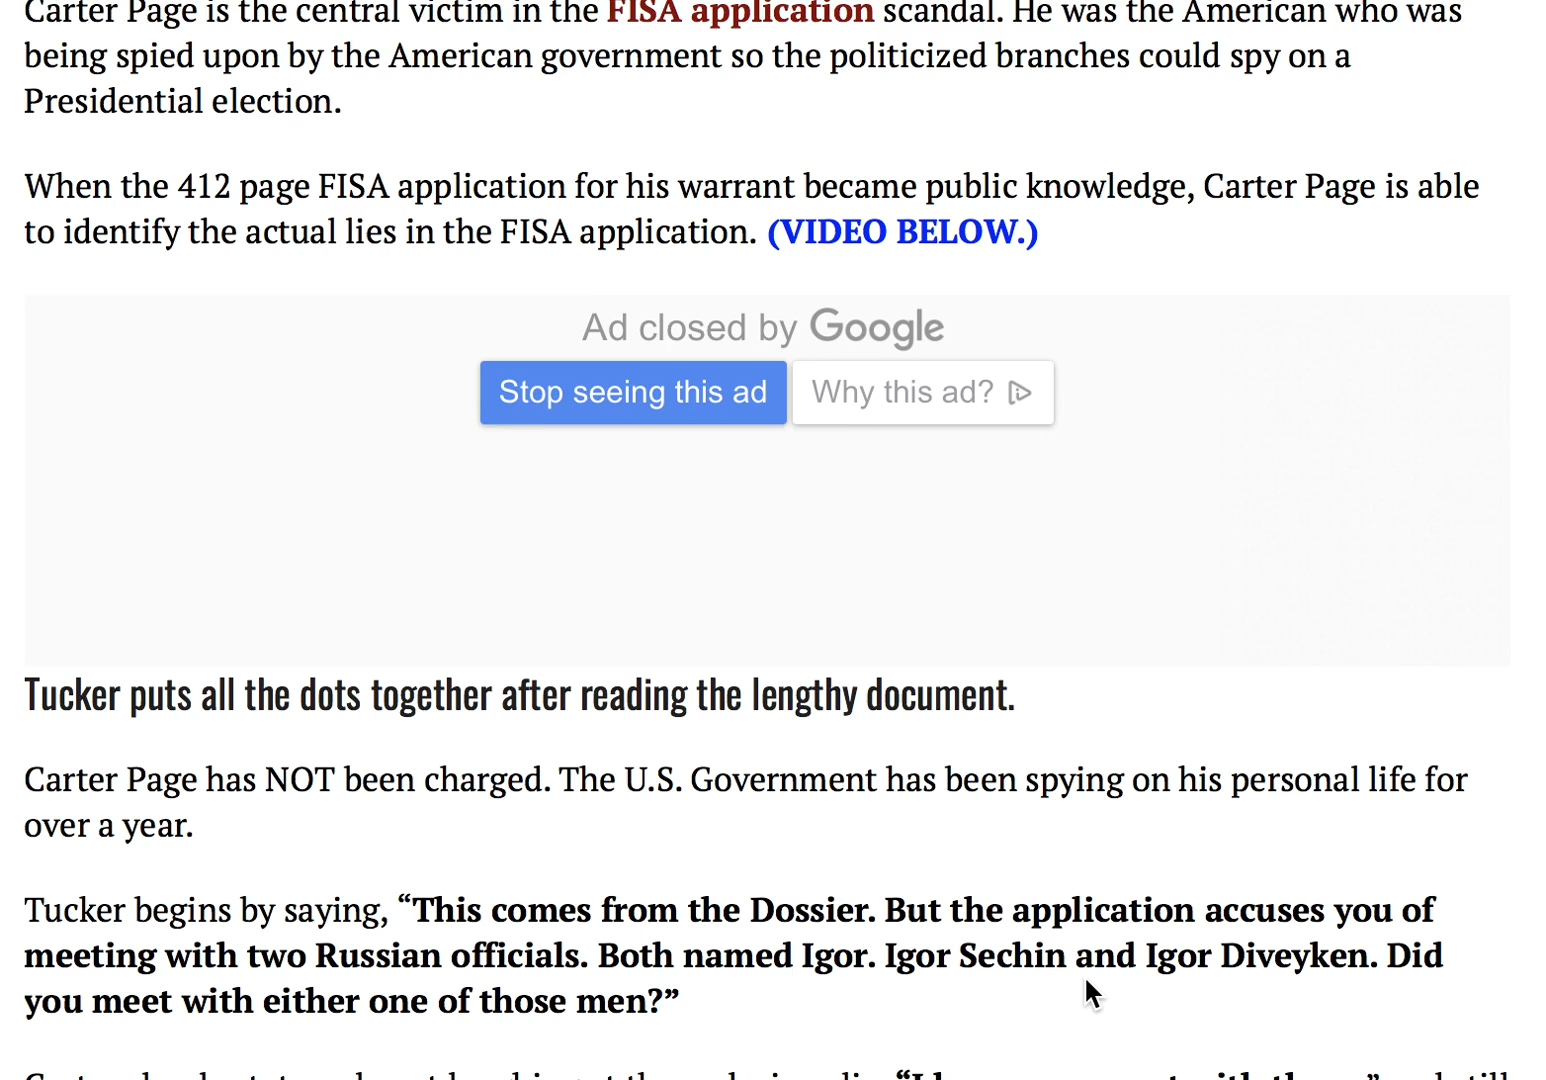 Carter Page is the central victim in the FISA application scandal. He was the American who was
being spied upon by the American government so the politicized branches could spy on a
Presidential election.
When the 412 page FISA application for his warrant became public knowledge, Carter Page is able
to identify the actual lies in the FISA application. (VIDEO BELOW.)
Ad closed by Google
Stop seeing this ad
Why this ad?
Tucker puts all the dots together after reading the lengthy document.
Carter Page has NOT been charged. The U.S. Government has been spying on his personal life for
over a year.
Tucker begins by saying, “This comes from the Dossier. But the application accuses you of
meeting with two Russian officials. Both named Igor. Igor Sechin and Igor Diveyken. Did
you meet with either one of those men?”